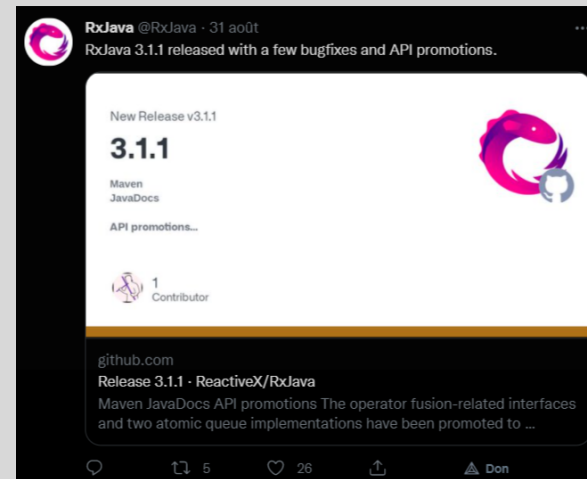 RxJava @RxJava · 31 août
RxJava 3.1.1 released with a few bugfixes and API promotions.
New Release v3.1.1
3.1.1
Maven
JavaDocs
API promotions...
1
Contributor
github.com
Release 3.1.1 · ReactiveX/RxJava
Maven JavaDocs API promotions The operator fusion-related interfaces
and two atomic queue implementations have been promoted to ...
5 26 Don